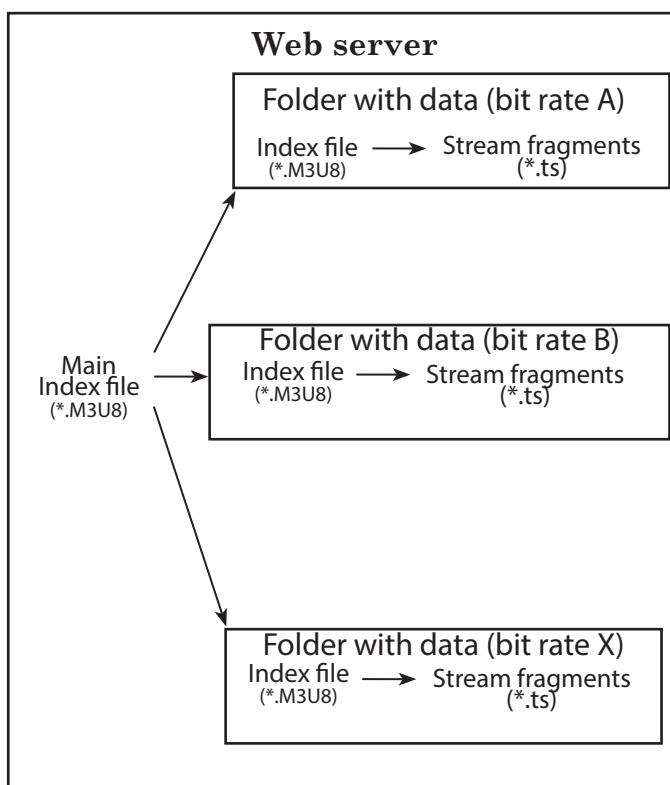 Web server
Folder with data (bit rate A)
Index file → Stream fragments
(*.M3U8) (*.ts)
Main
Index file
(*.M3U8)
Folder with data (bit rate B)
Index file → Stream fragments
(*.M3U8) (*.ts)
Folder with data (bit rate X)
Index file → Stream fragments
(*.M3U8) (*.ts)